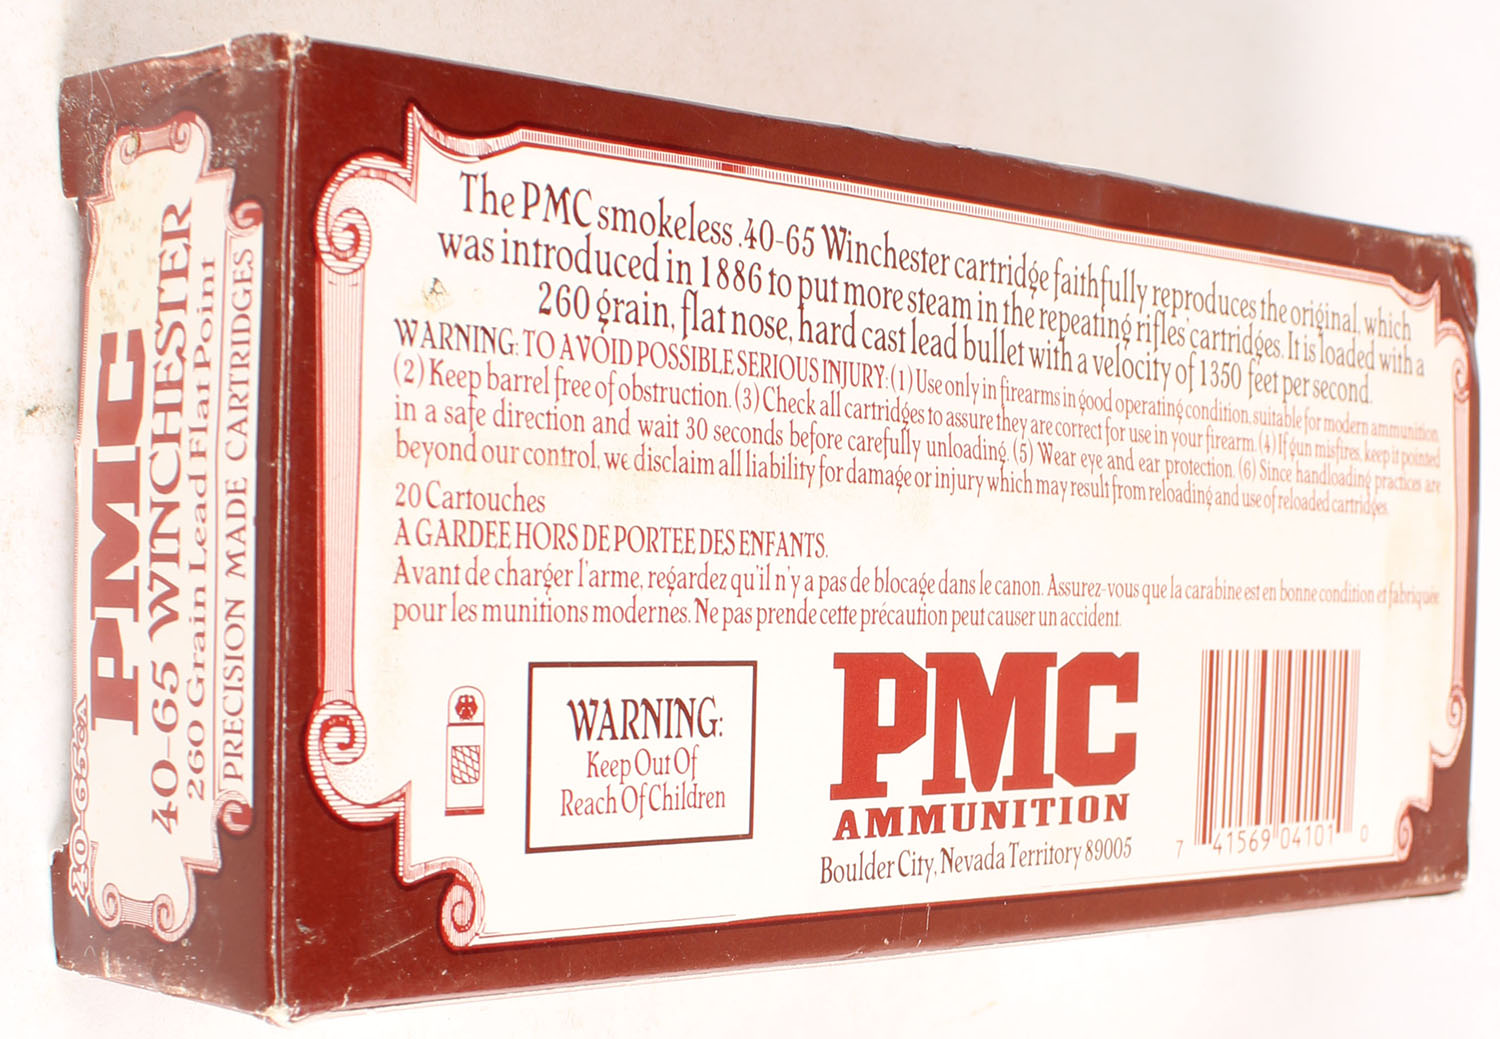 PMC
40-65 WINCHESTER
260 Grain Lead Flat Point
PRECISION MADE CARTRIDGES
40-65A
The PMC smokeless .40-65 Winchester cartridge faithfully reproduces the original, which
was introduced in 1886 to put more steam in the repeating rifles' cartridges. It is loaded with a
260 grain, flat nose, hard cast lead bullet with a velocity of 1350 feet per second.
WARNING: TO AVOID POSSIBLE SERIOUS INJURY: (1) Use only in firearms in good operating condition, suitable for modern ammunition.
(2) Keep barrel free of obstruction. (3) Check all cartridges to assure they are correct for use in your firearm. (4) If gun misfires, keep it pointed
in a safe direction and wait 30 seconds before carefully unloading. (5) Wear eye and ear protection. (6) Since handloading practices are
beyond our control, we disclaim all liability for damage or injury which may result from reloading and use of reloaded cartridges.
20 Cartouches
A GARDEE HORS DE PORTEE DES ENFANTS.
Avant de charger l'arme, regardez qu'il n'y a pas de blocage dans le canon. Assurez-vous que la carabine est en bonne condition et fabriquée
pour les munitions modernes. Ne pas prende cette précaution peut causer un accident.
WARNING:
Keep Out Of
Reach Of Children
PMC
AMMUNITION
Boulder City, Nevada Territory 89005
7 41569 04101 0